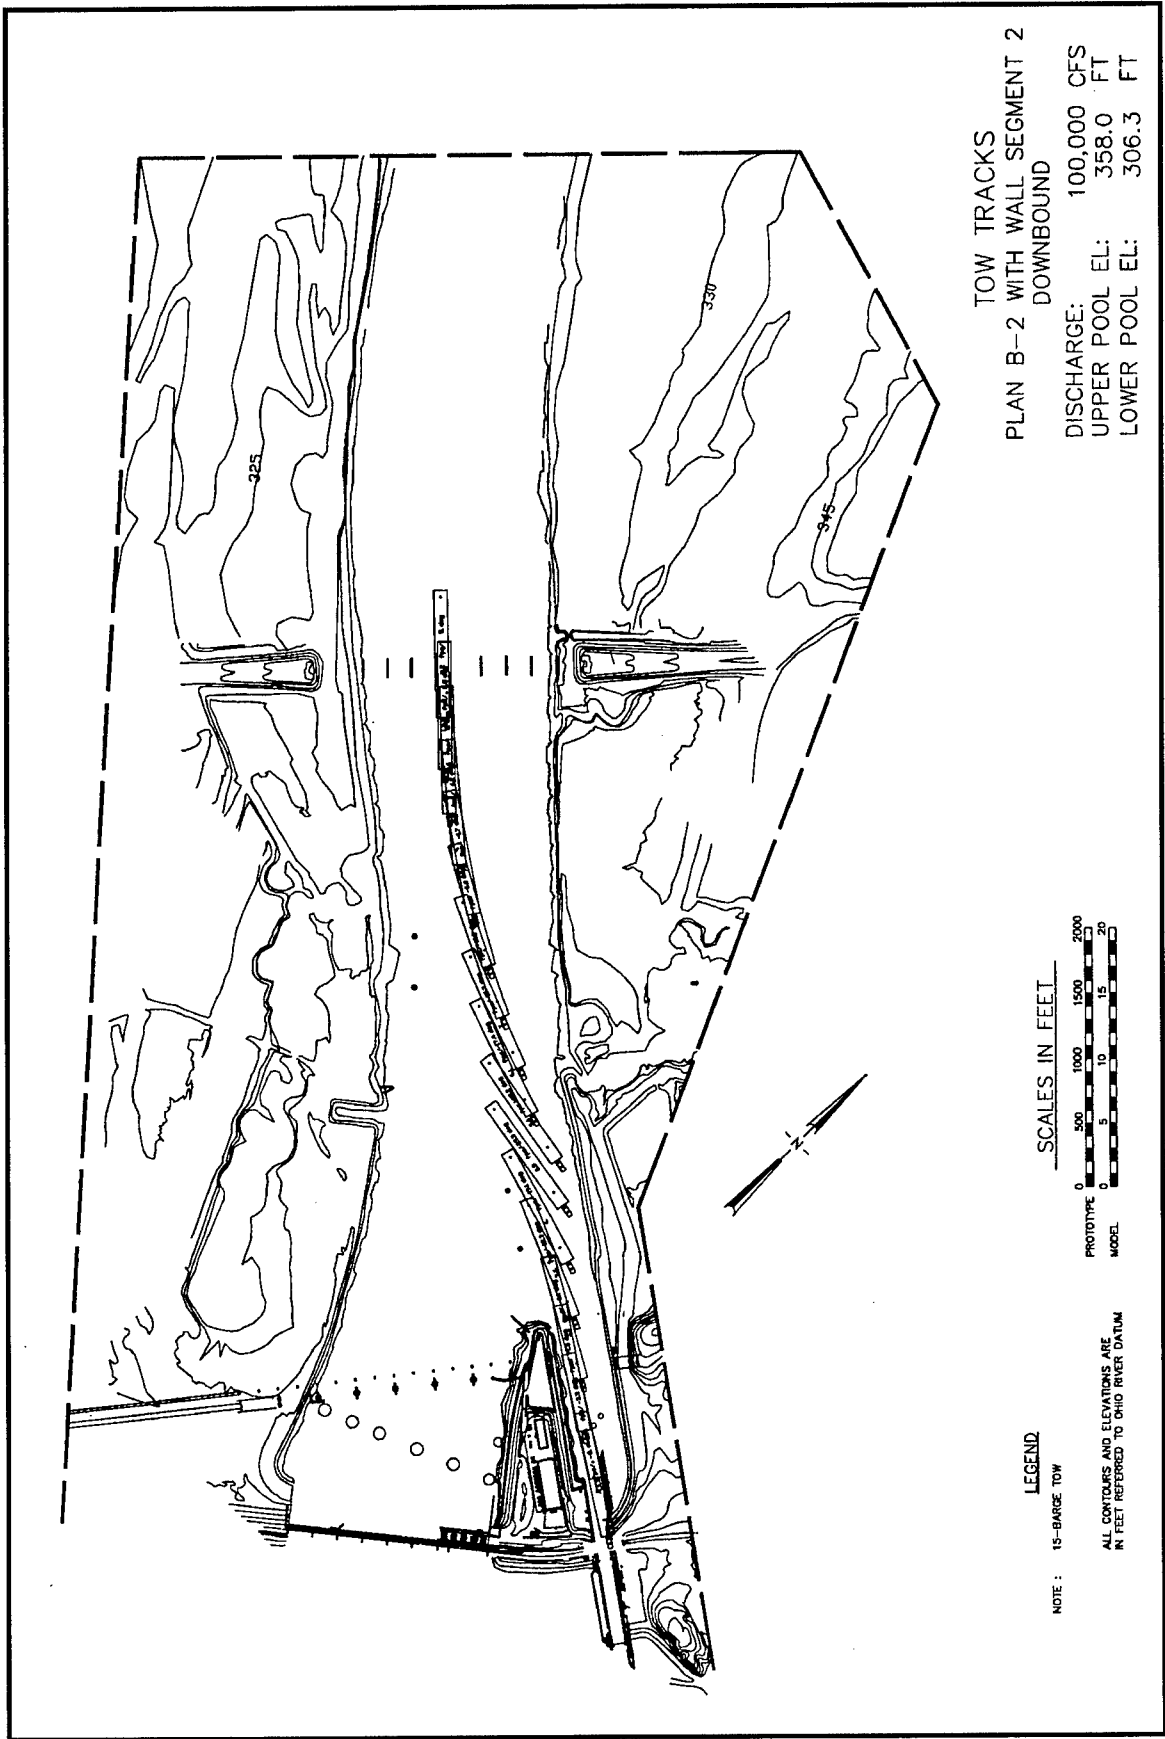 TOW TRACKS
PLAN B-2 WITH WALL SEGMENT 2
DOWNBOUND
DISCHARGE: 100,000 CFS
UPPER POOL EL: 358.0 FT
LOWER POOL EL: 306.3 FT
325
330
345
N
SCALES IN FEET
PROTOTYPE 0 500 1000 1500 2000
MODEL 0 5 10 15 20
LEGEND
NOTE : 15-BARGE TOW
ALL CONTOURS AND ELEVATIONS ARE
IN FEET REFERRED TO OHIO RIVER DATUM